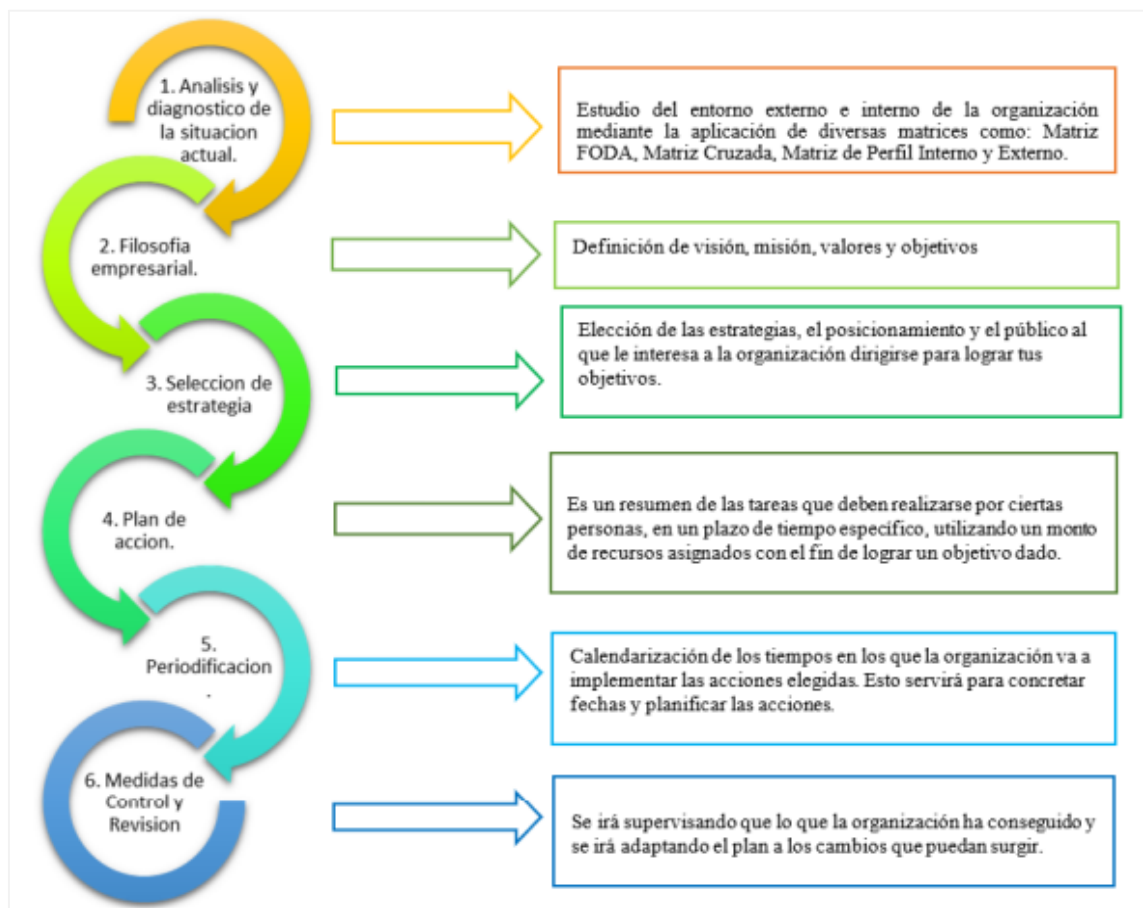 1. Analisis y
diagnostico de
la situacion
actual.
Estudio del entorno externo e interno de la organización
mediante la aplicación de diversas matrices como: Matriz
FODA, Matriz Cruzada, Matriz de Perfil Interno y Externo.
2. Filosofia
empresarial.
Definición de visión, misión, valores y objetivos
3. Seleccion de
estrategia
Elección de las estrategias, el posicionamiento y el público al
que le interesa a la organización dirigirse para lograr tus
objetivos.
4. Plan de
accion.
Es un resumen de las tareas que deben realizarse por ciertas
personas, en un plazo de tiempo específico, utilizando un monto
de recursos asignados con el fin de lograr un objetivo dado.
5.
Periodificacion
.
Calendarización de los tiempos en los que la organización va a
implementar las acciones elegidas. Esto servirá para concretar
fechas y planificar las acciones.
6. Medidas de
Control y
Revision
Se irá supervisando que lo que la organización ha conseguido y
se irá adaptando el plan a los cambios que puedan surgir.